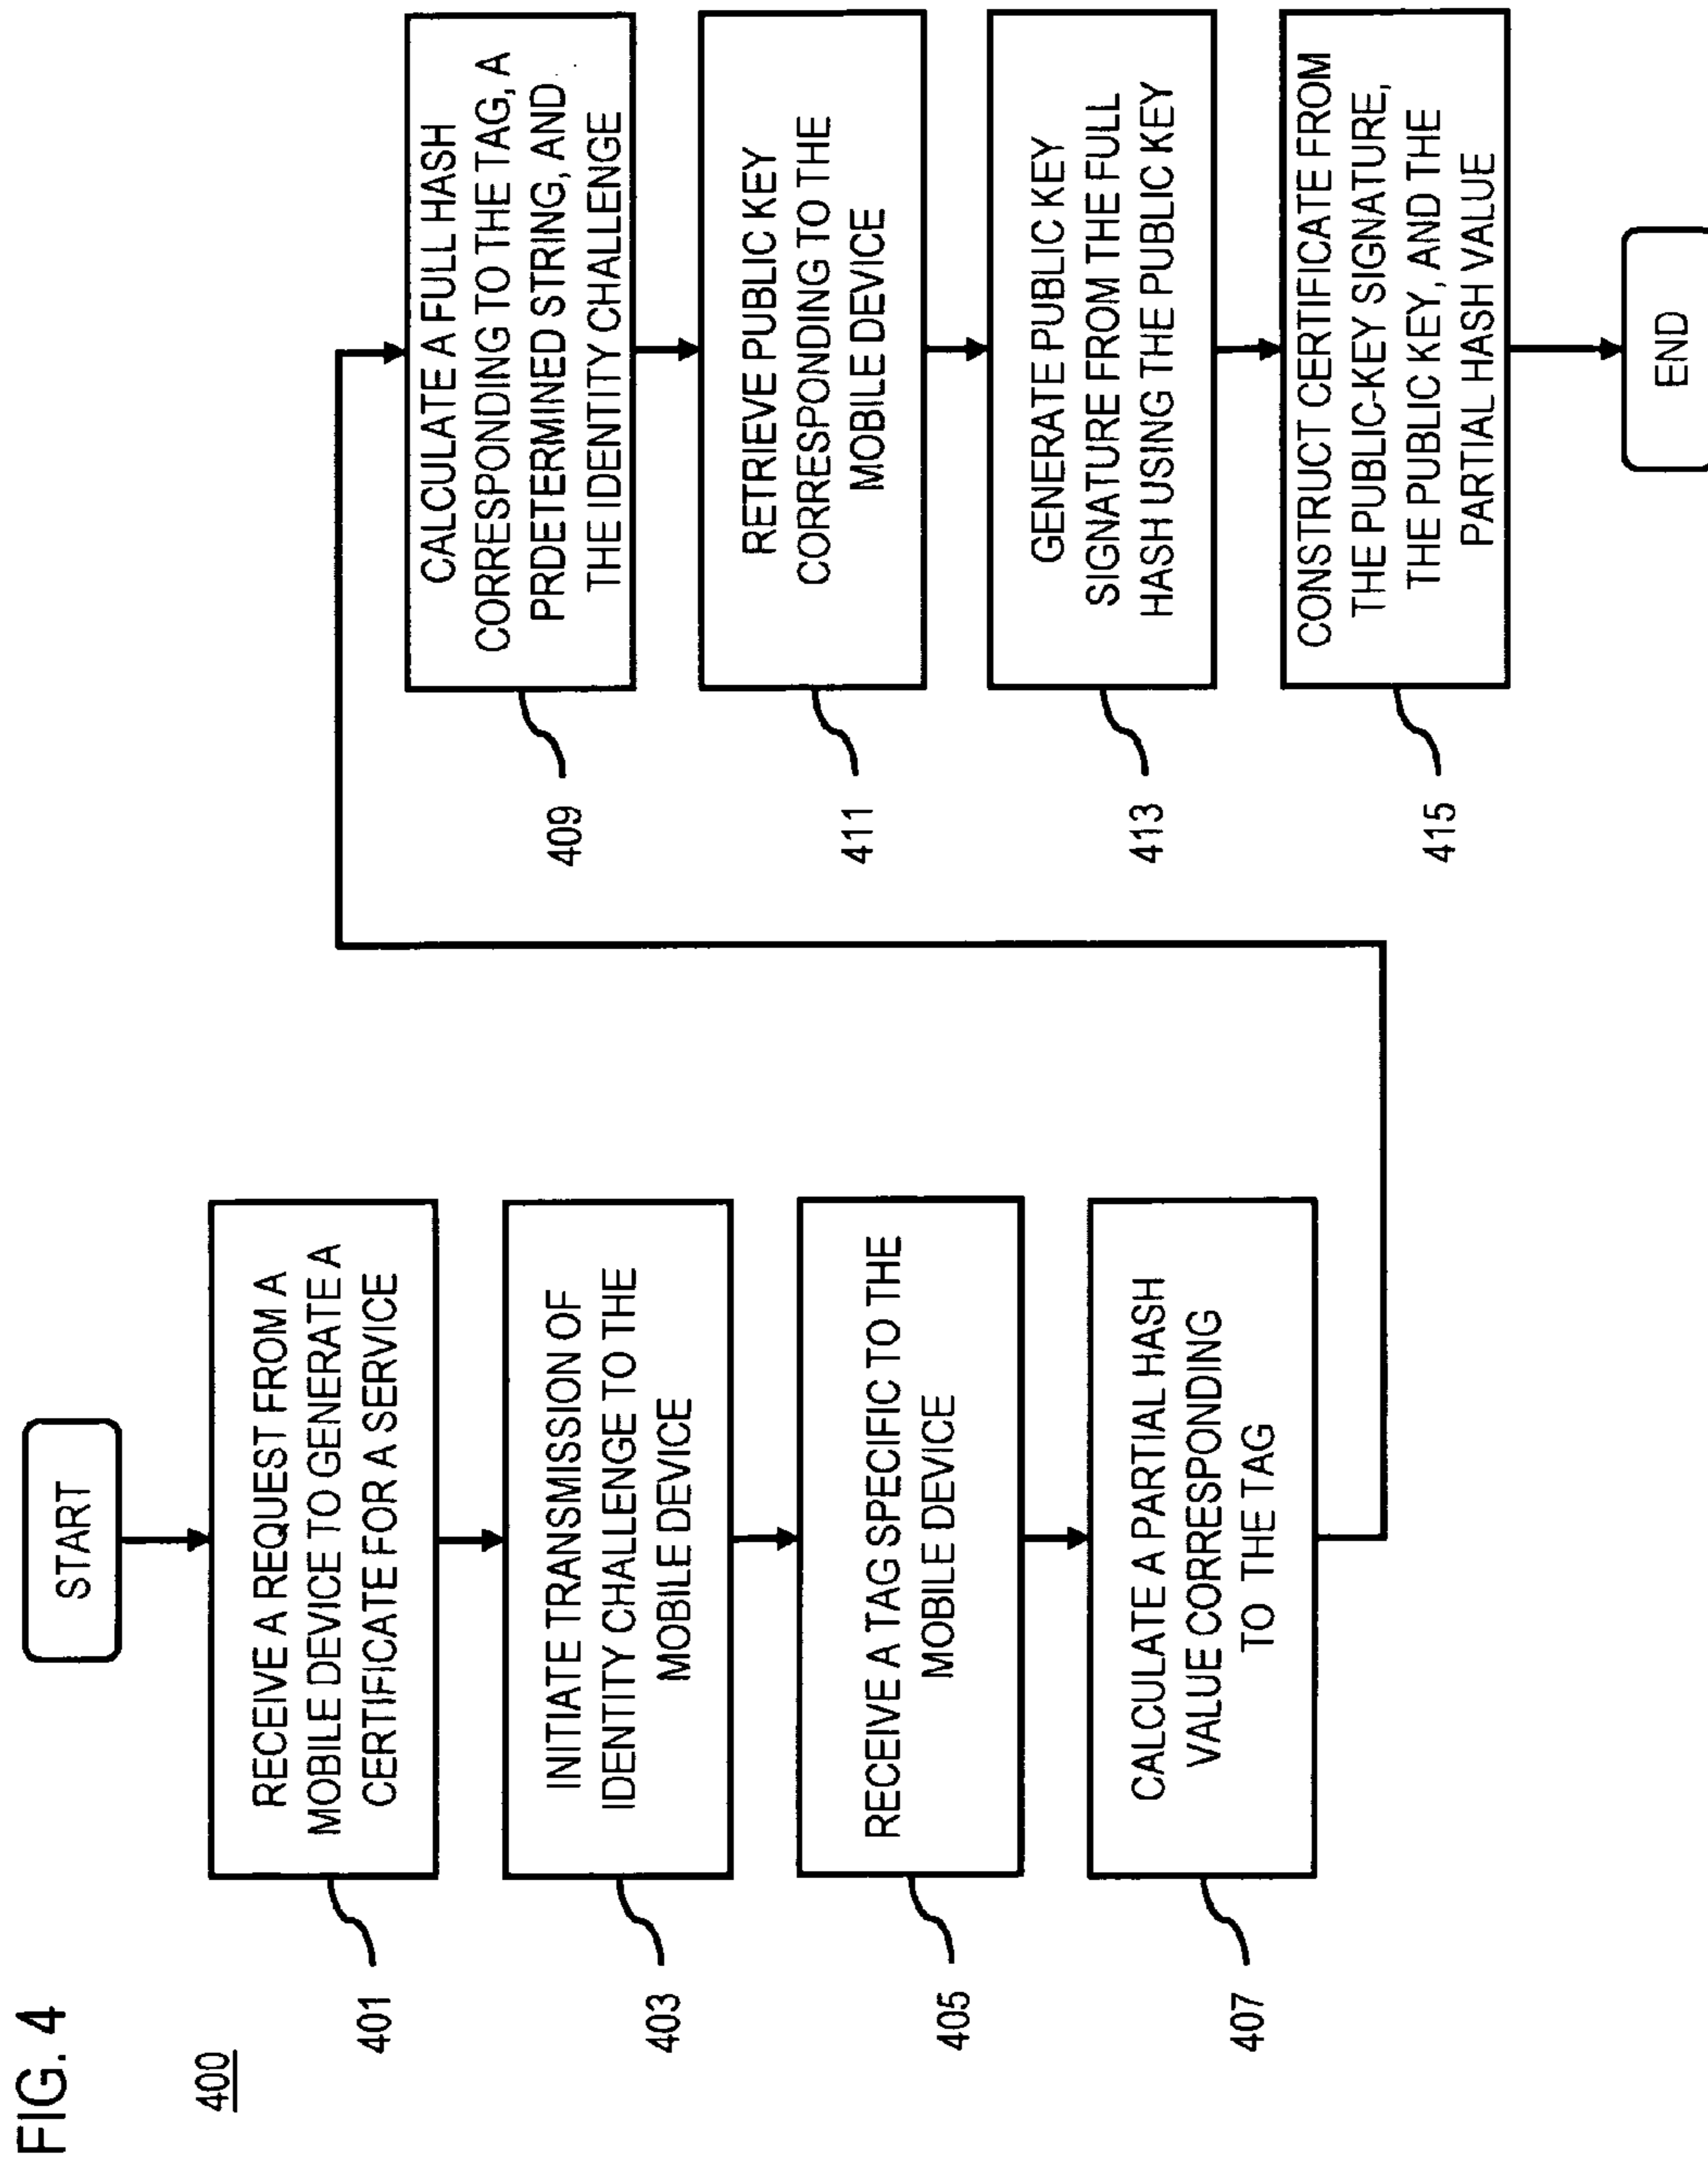 FIG. 4
400
START
RECEIVE A REQUEST FROM A
MOBILE DEVICE TO GENERATE A
CERTIFICATE FOR A SERVICE
401
INITIATE TRANSMISSION OF
IDENTITY CHALLENGE TO THE
MOBILE DEVICE
403
RECEIVE A TAG SPECIFIC TO THE
MOBILE DEVICE
405
CALCULATE A PARTIAL HASH
VALUE CORRESPONDING
TO THE TAG
407
CALCULATE A FULL HASH
CORRESPONDING TO THE TAG, A
PRDETERMINED STRING, AND
THE IDENTITY CHALLENGE
409
RETRIEVE PUBLIC KEY
CORRESPONDING TO THE
MOBILE DEVICE
411
GENERATE PUBLIC KEY
SIGNATURE FROM THE FULL
HASH USING THE PUBLIC KEY
413
CONSTRUCT CERTIFICATE FROM
THE PUBLIC-KEY SIGNATURE,
THE PUBLIC KEY, AND THE
PARTIAL HASH VALUE
415
END